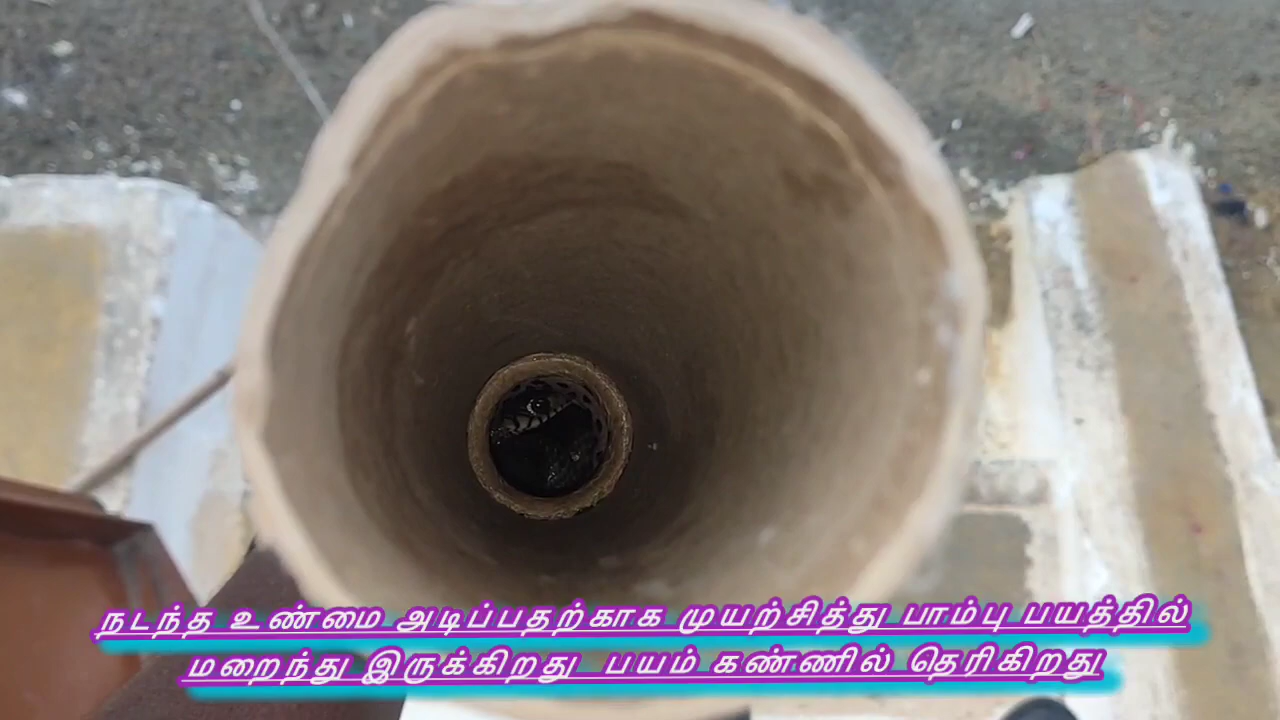 நடந்த உண்மை அடிப்பதற்காக முயற்சித்து பாம்பு பயத்தில்
மறைந்து இருக்கிறது பயம் கண்ணில் தெரிகிறது